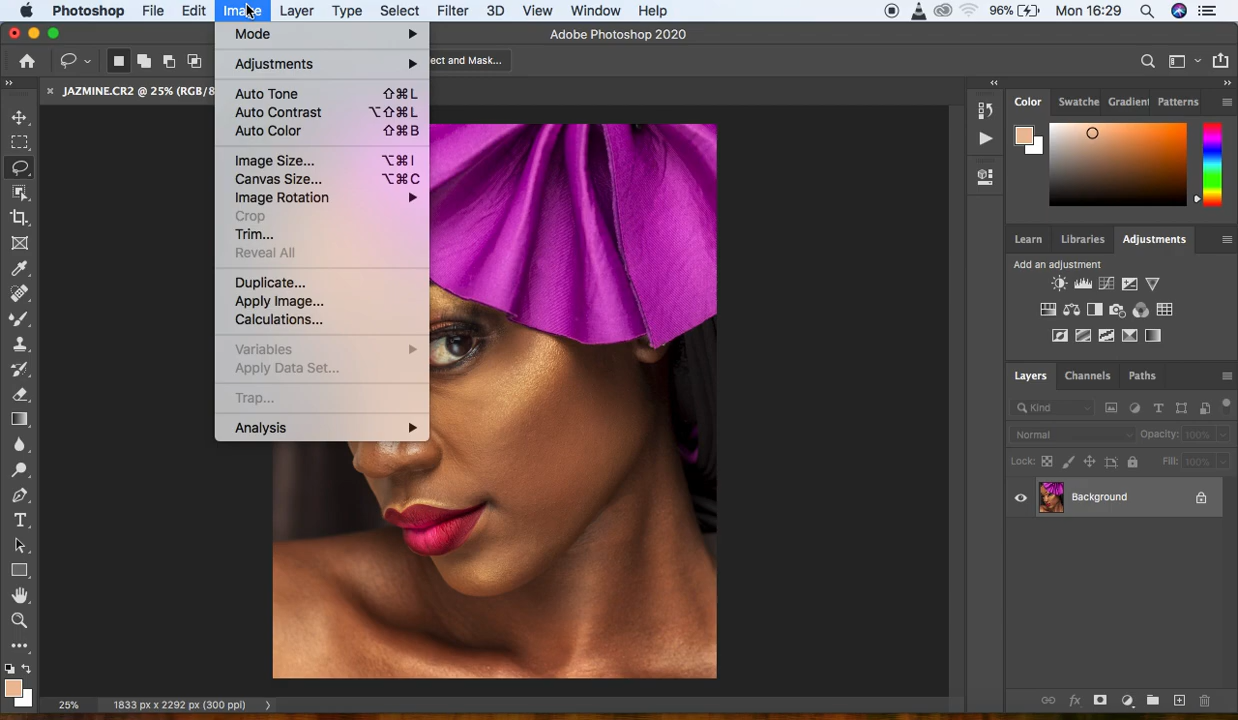 Photoshop File Edit Image Layer Type Select Filter 3D View Window Help 96% Mon 16:29
Adobe Photoshop 2020
ect and Mask...
JAZMINE.CR2 @ 25% (RGB/8
Mode
Adjustments
Auto Tone ⇧⌘L
Auto Contrast ⌥⇧⌘L
Auto Color ⇧⌘B
Image Size... ⌥⌘I
Canvas Size... ⌥⌘C
Image Rotation
Crop
Trim...
Reveal All
Duplicate...
Apply Image...
Calculations...
Variables
Apply Data Set...
Trap...
Analysis
Color Swatche Gradient Patterns
Learn Libraries Adjustments
Add an adjustment
Layers Channels Paths
Kind
Normal Opacity: 100%
Lock: Fill: 100%
Background
25% 1833 px x 2292 px (300 ppi)